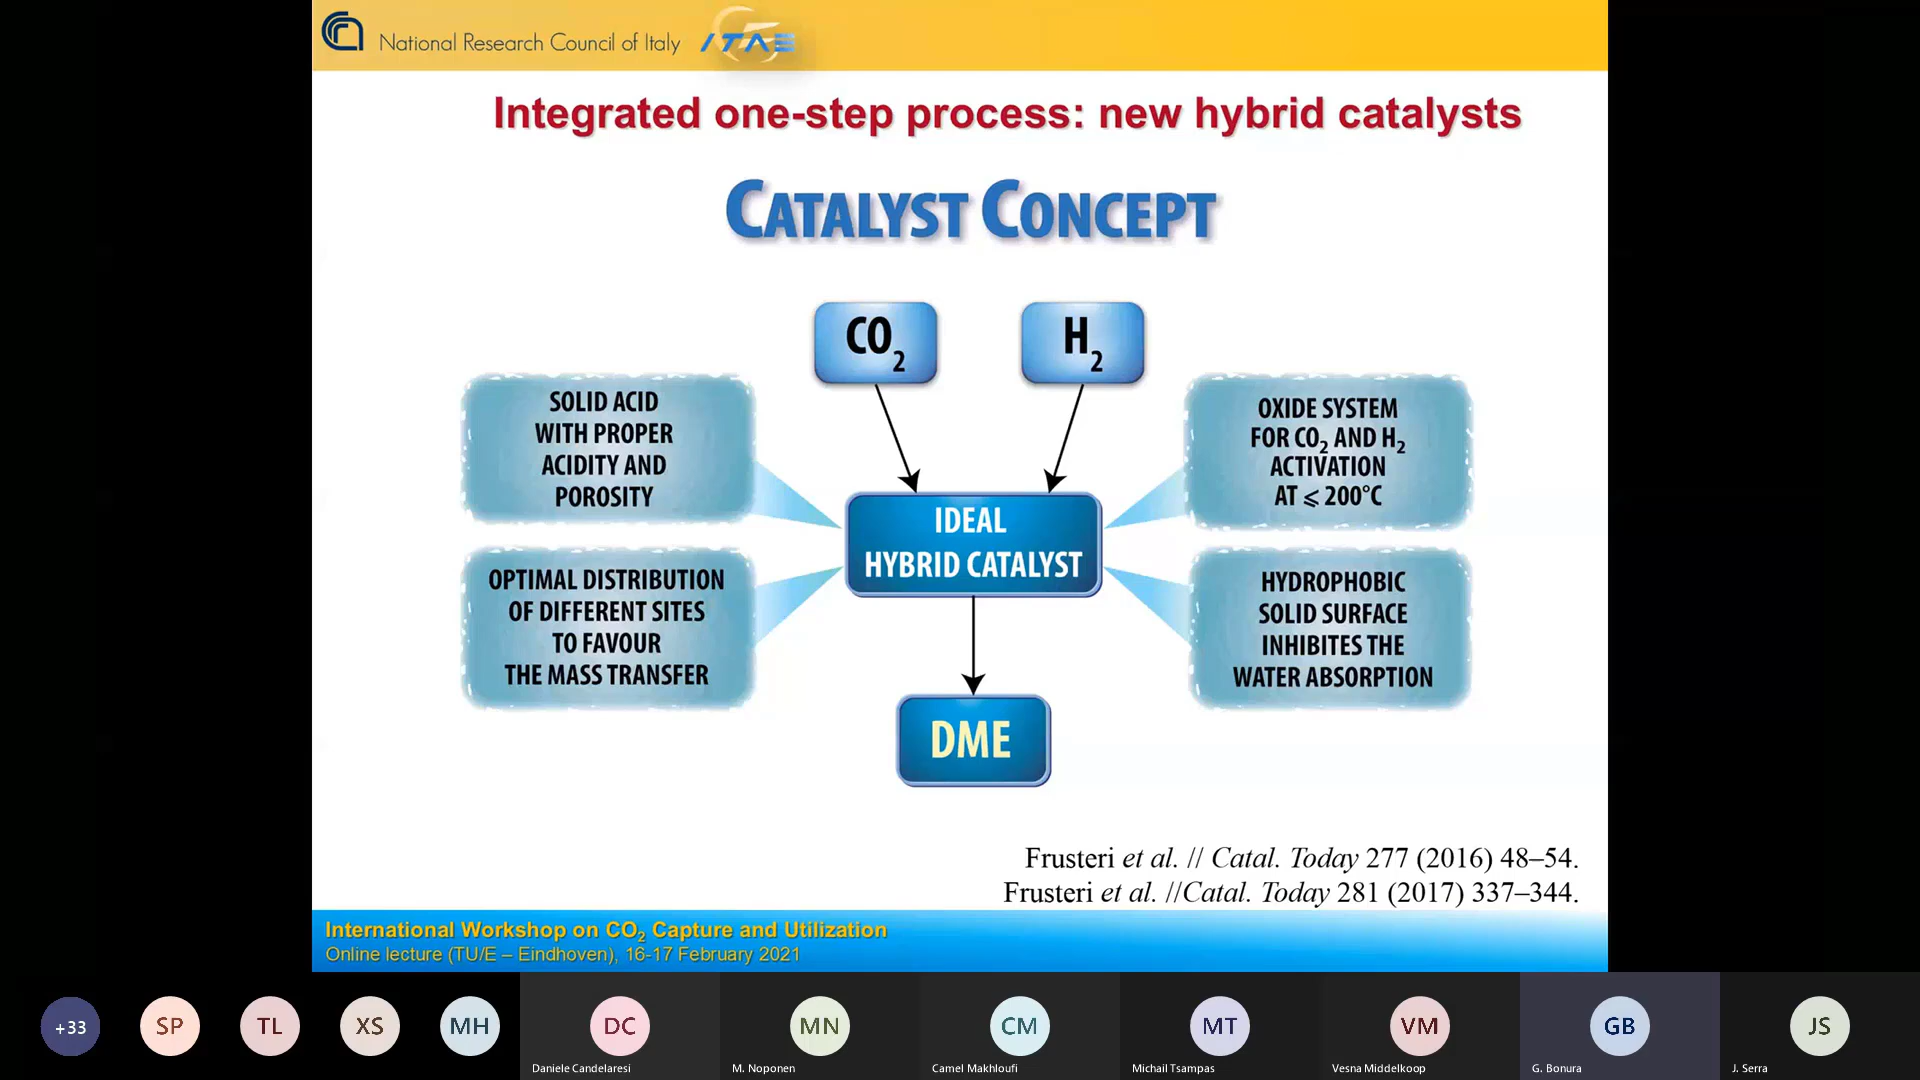 National Research Council of Italy ITAE
Integrated one-step process: new hybrid catalysts
CATALYST CONCEPT
CO2
H2
SOLID ACID
WITH PROPER
ACIDITY AND
POROSITY
OXIDE SYSTEM
FOR CO2 AND H2
ACTIVATION
AT ⩽ 200°C
IDEAL
HYBRID CATALYST
OPTIMAL DISTRIBUTION
OF DIFFERENT SITES
TO FAVOUR
THE MASS TRANSFER
HYDROPHOBIC
SOLID SURFACE
INHIBITES THE
WATER ABSORPTION
DME
Frusteri et al. // Catal. Today 277 (2016) 48–54.
Frusteri et al. //Catal. Today 281 (2017) 337–344.
International Workshop on CO2 Capture and Utilization
Online lecture (TU/E – Eindhoven), 16-17 February 2021
+33
SP
TL
XS
MH
DC
MN
CM
MT
VM
GB
JS
Daniele Candelaresi
M. Noponen
Camel Makhloufi
Michail Tsampas
Vesna Middelkoop
G. Bonura
J. Serra